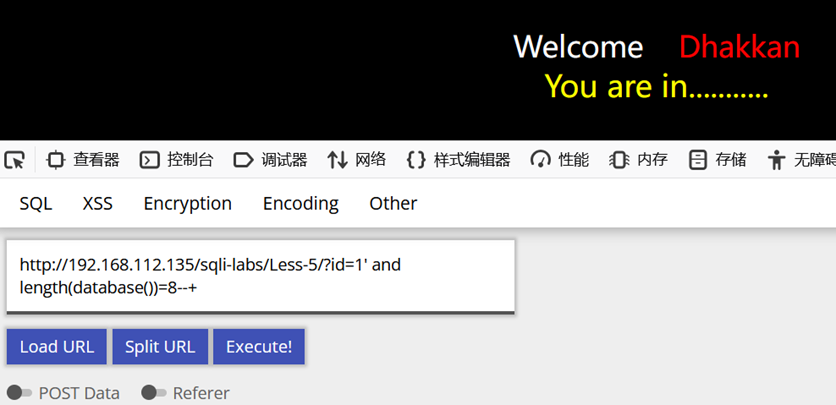 Welcome Dhakkan
You are in...........
查看器 控制台 调试器 网络 样式编辑器 性能 内存 存储 无障碍
SQL XSS Encryption Encoding Other
http://192.168.112.135/sqli-labs/Less-5/?id=1' and
length(database())=8--+
Load URL Split URL Execute!
POST Data Referer